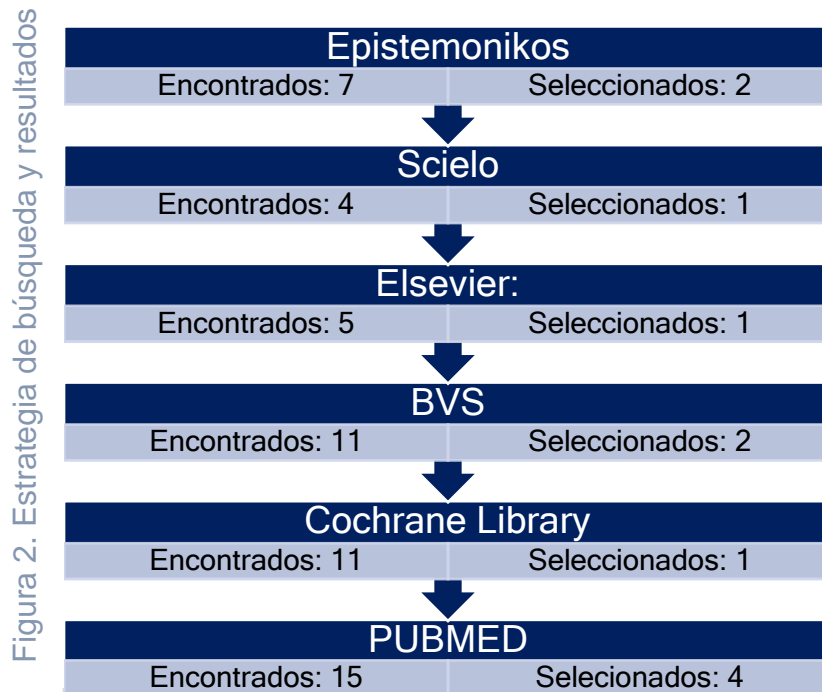 Figura 2. Estrategia de búsqueda y resultados
Epistemonikos
Encontrados: 7 Seleccionados: 2
Scielo
Encontrados: 4 Seleccionados: 1
Elsevier:
Encontrados: 5 Seleccionados: 1
BVS
Encontrados: 11 Seleccionados: 2
Cochrane Library
Encontrados: 11 Seleccionados: 1
PUBMED
Encontrados: 15 Selecionados: 4